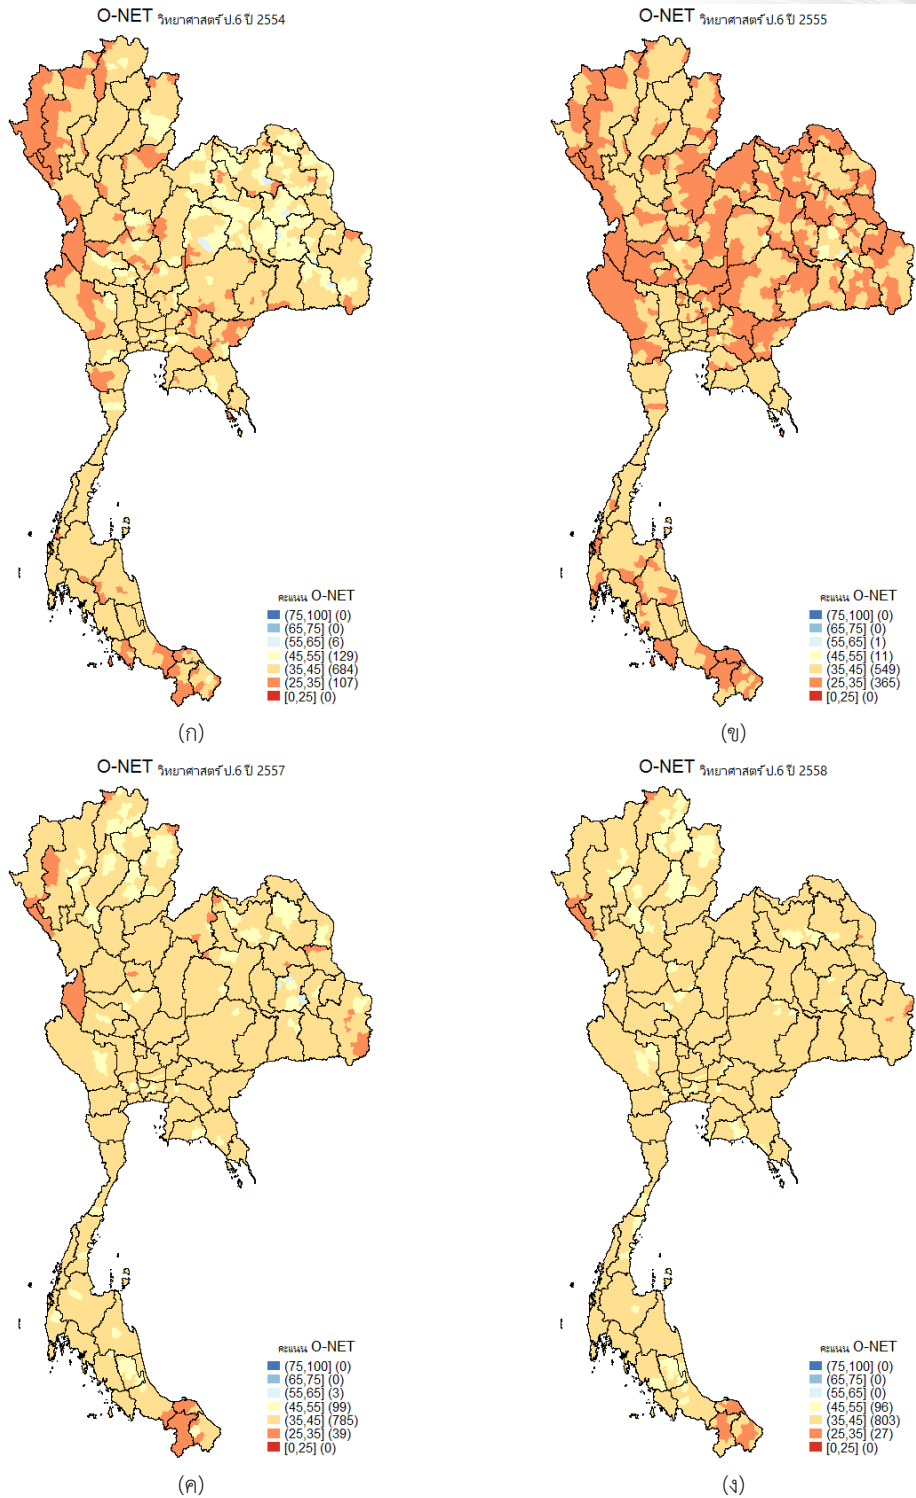 O-NET วิทยาศาสตร์ ป.6 ปี 2554
คะแนน O-NET
(75,100] (0)
(65,75] (0)
(55,65] (6)
(45,55] (129)
(35,45] (684)
(25,35] (107)
[0,25] (0)
(ก)
O-NET วิทยาศาสตร์ ป.6 ปี 2555
คะแนน O-NET
(75,100] (0)
(65,75] (0)
(55,65] (1)
(45,55] (11)
(35,45] (549)
(25,35] (365)
[0,25] (0)
(ข)
O-NET วิทยาศาสตร์ ป.6 ปี 2557
คะแนน O-NET
(75,100] (0)
(65,75] (0)
(55,65] (3)
(45,55] (99)
(35,45] (785)
(25,35] (39)
[0,25] (0)
(ค)
O-NET วิทยาศาสตร์ ป.6 ปี 2558
คะแนน O-NET
(75,100] (0)
(65,75] (0)
(55,65] (0)
(45,55] (96)
(35,45] (803)
(25,35] (27)
[0,25] (0)
(ง)